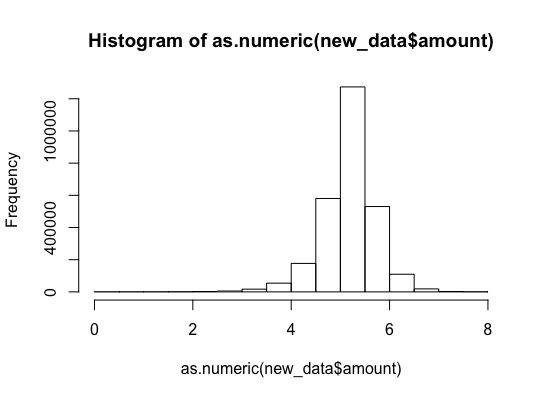 Histogram of as.numeric(new_data$amount)
Frequency
1000000
400000
0
0 2 4 6 8
as.numeric(new_data$amount)